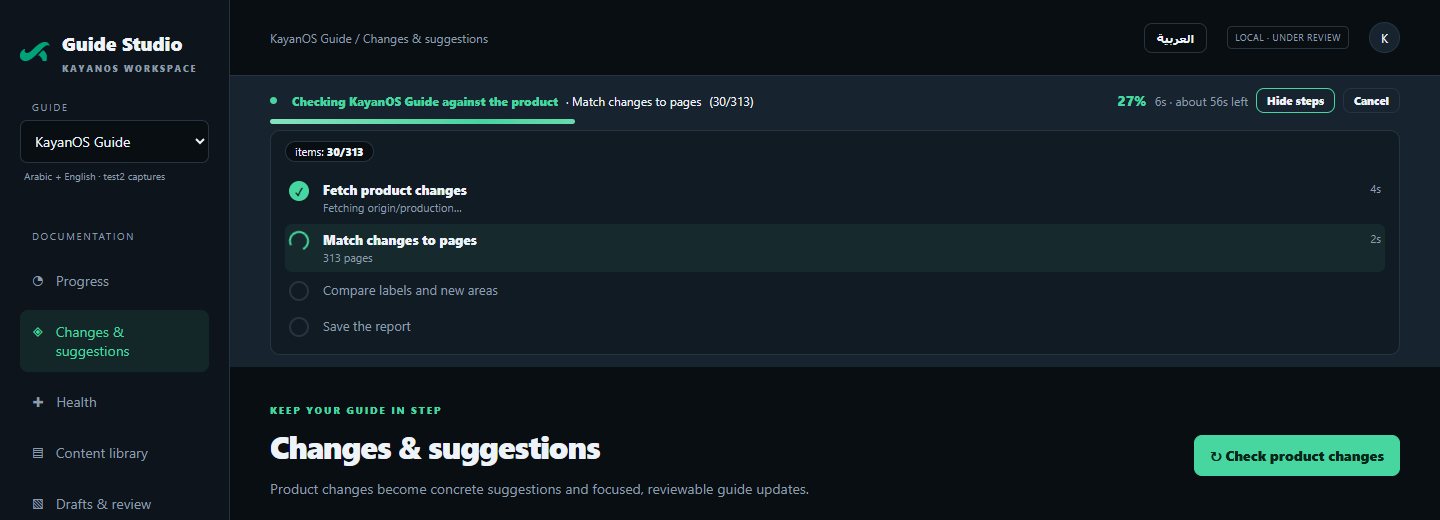 Guide Studio
KAYANOS WORKSPACE
GUIDE
KayanOS Guide
Arabic + English · test2 captures
DOCUMENTATION
Progress
Changes &
suggestions
Health
Content library
Drafts & review
KayanOS Guide / Changes & suggestions
العربية
LOCAL · UNDER REVIEW
K
Checking KayanOS Guide against the product · Match changes to pages (30/313)
27% 6s · about 56s left
Hide steps
Cancel
items: 30/313
Fetch product changes
4s
Fetching origin/production...
Match changes to pages
2s
313 pages
Compare labels and new areas
Save the report
KEEP YOUR GUIDE IN STEP
Changes & suggestions
↻ Check product changes
Product changes become concrete suggestions and focused, reviewable guide updates.